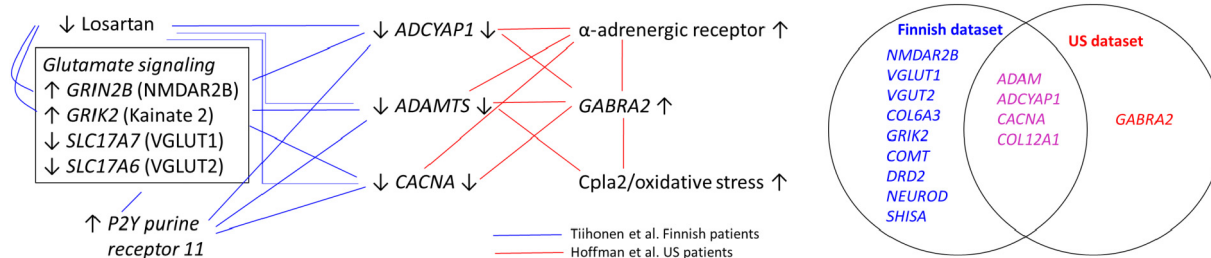 ↓ Losartan
Glutamate signaling
↑ GRIN2B (NMDAR2B)
↑ GRIK2 (Kainate 2)
↓ SLC17A7 (VGLUT1)
↓ SLC17A6 (VGLUT2)
↑ P2Y purine
receptor 11
↓ ADCYAP1 ↓
↓ ADAMTS ↓
↓ CACNA ↓
α-adrenergic receptor ↑
GABRA2 ↑
Cpla2/oxidative stress ↑
Tiihonen et al. Finnish patients
Hoffman et al. US patients
Finnish dataset
NMDAR2B
VGLUT1
VGUT2
COL6A3
GRIK2
COMT
DRD2
NEUROD
SHISA
ADAM
ADCYAP1
CACNA
COL12A1
US dataset
GABRA2